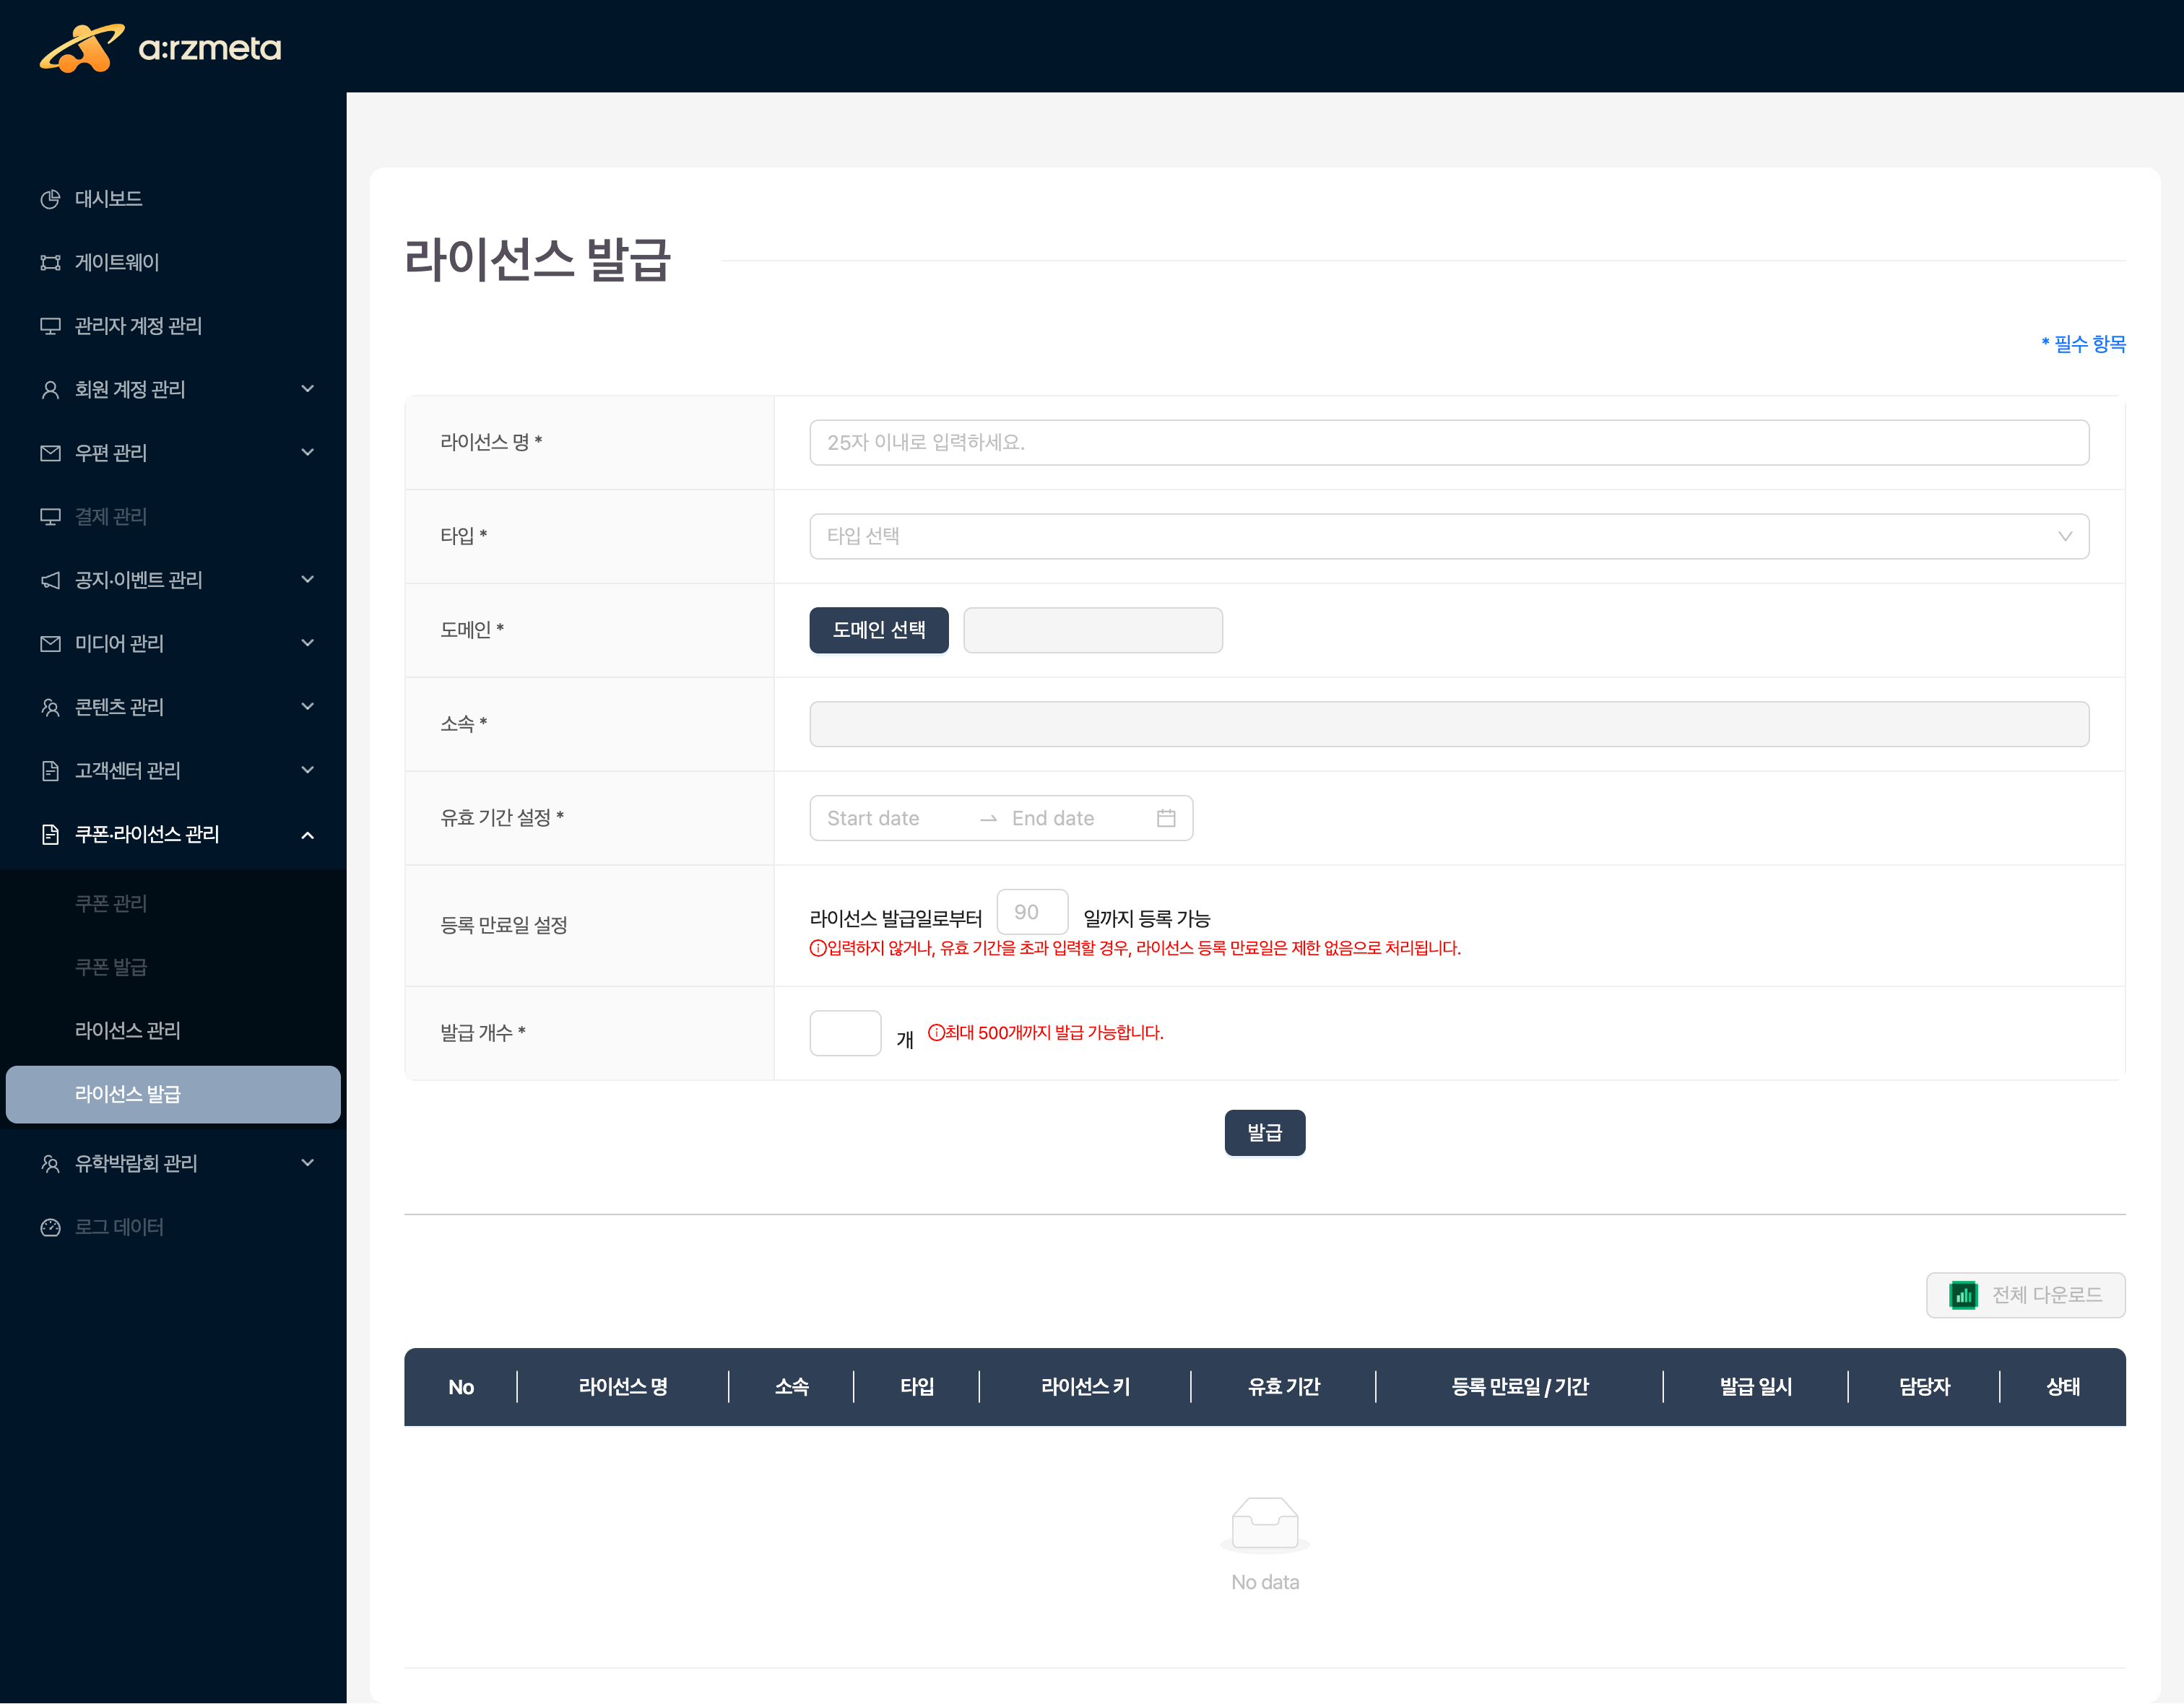 a:rzmeta
대시보드
게이트웨이
관리자 계정 관리
회원 계정 관리
우편 관리
결제 관리
공지·이벤트 관리
미디어 관리
콘텐츠 관리
고객센터 관리
쿠폰·라이선스 관리
쿠폰 관리
쿠폰 발급
라이선스 관리
라이선스 발급
유학박람회 관리
로그 데이터
라이선스 발급
* 필수 항목
라이선스 명 *
25자 이내로 입력하세요.
타입 *
타입 선택
도메인 *
도메인 선택
소속 *
유효 기간 설정 *
Start date → End date
등록 만료일 설정
라이선스 발급일로부터 90 일까지 등록 가능
입력하지 않거나, 유효 기간을 초과 입력할 경우, 라이선스 등록 만료일은 제한 없음으로 처리됩니다.
발급 개수 *
개 최대 500개까지 발급 가능합니다.
발급
전체 다운로드
No 라이선스 명 소속 타입 라이선스 키 유효 기간 등록 만료일 / 기간 발급 일시 담당자 상태
No data